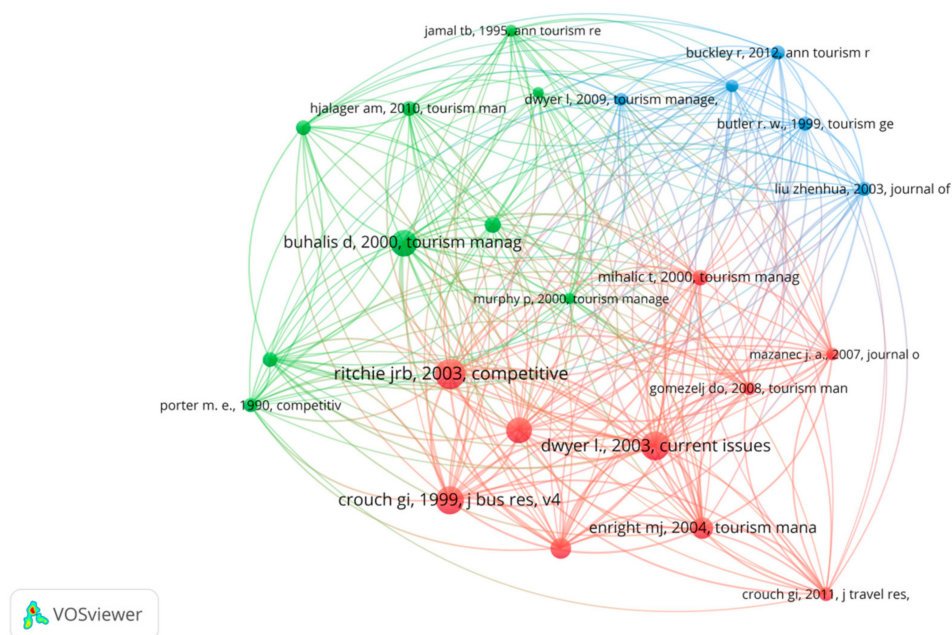 jamal tb, 1995, ann tourism re
buckley r, 2012, ann tourism r
dwyer l, 2009, tourism manage,
hjalager am, 2010, tourism man
butler r. w., 1999, tourism ge
liu zhenhua, 2003, journal of
buhalis d, 2000, tourism manag
mihalic t, 2000, tourism manag
murphy p, 2000, tourism manage
mazanec j. a., 2007, journal o
ritchie jrb, 2003, competitive
gomezelj do, 2008, tourism man
porter m. e., 1990, competitiv
dwyer l., 2003, current issues
crouch gi, 1999, j bus res, v4
enright mj, 2004, tourism mana
crouch gi, 2011, j travel res,
VOSviewer